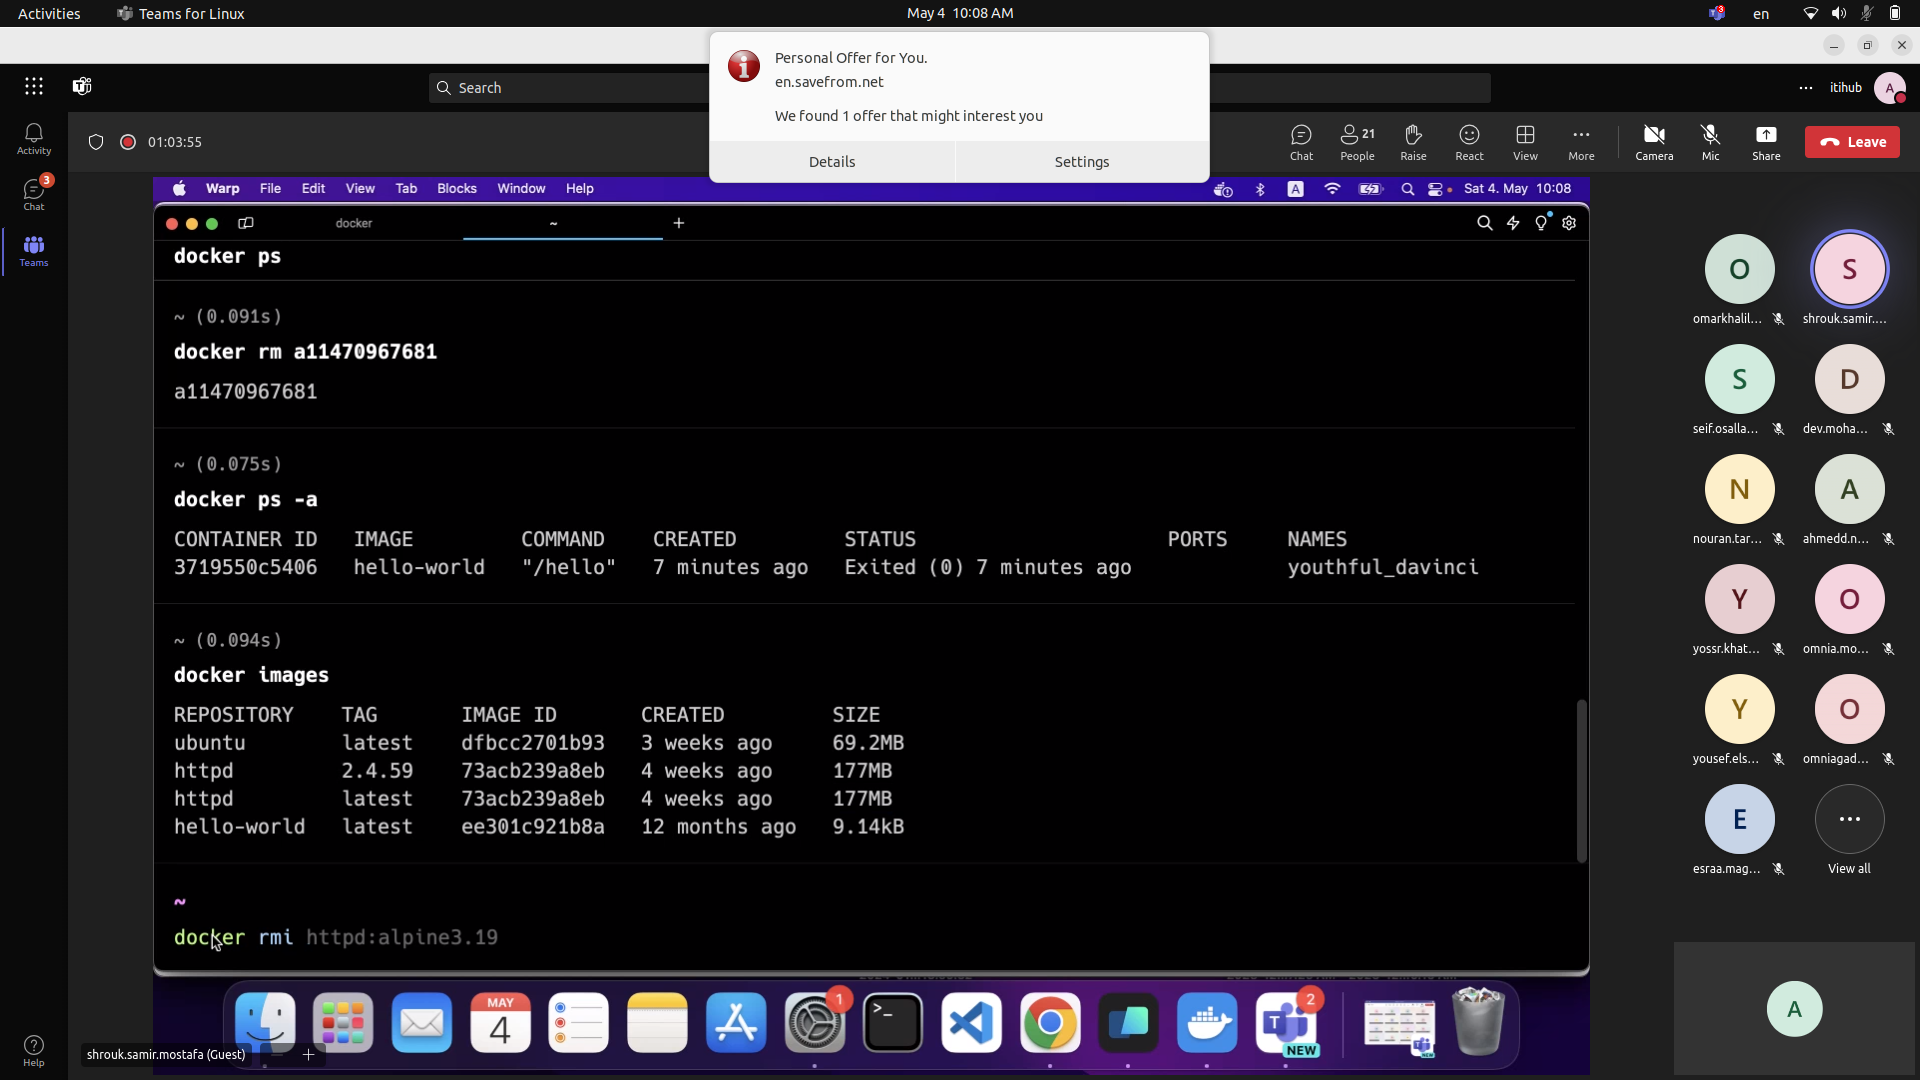 Activities
Teams for Linux
May 4 10:08 AM
3
en
Personal Offer for You.
en.savefrom.net
We found 1 offer that might interest you
Details
Settings
Search
itihub
A
Activity
01:03:55
Chat
21
People
Raise
React
View
More
Camera
Mic
Share
Leave
3
Chat
Teams
Warp File Edit View Tab Blocks Window Help
A
Sat 4. May 10:08
docker
~
+
docker ps
~ (0.091s)
docker rm a11470967681
a11470967681
~ (0.075s)
docker ps -a
CONTAINER ID IMAGE COMMAND CREATED STATUS PORTS NAMES
3719550c5406 hello-world "/hello" 7 minutes ago Exited (0) 7 minutes ago youthful_davinci
~ (0.094s)
docker images
REPOSITORY TAG IMAGE ID CREATED SIZE
ubuntu latest dfbcc2701b93 3 weeks ago 69.2MB
httpd 2.4.59 73acb239a8eb 4 weeks ago 177MB
httpd latest 73acb239a8eb 4 weeks ago 177MB
hello-world latest ee301c921b8a 12 months ago 9.14kB
~
docker rmi httpd:alpine3.19
MAY
4
1
>_
T
2
NEW
shrouk.samir.mostafa (Guest)
Help
O
omarkhalil...
S
shrouk.samir....
S
seif.osalla...
D
dev.moha...
N
nouran.tar...
A
ahmedd.n...
Y
yossr.khat...
O
omnia.mo...
Y
yousef.els...
O
omniagad...
E
esraa.mag...
View all
A